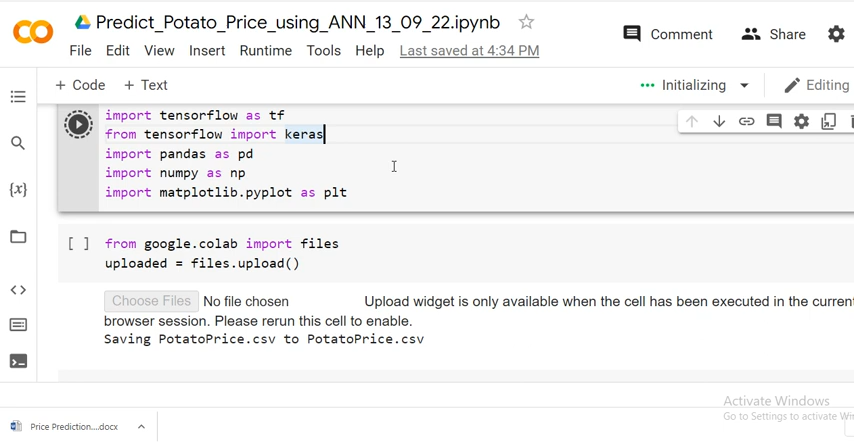 Predict_Potato_Price_using_ANN_13_09_22.ipynb
File Edit View Insert Runtime Tools Help Last saved at 4:34 PM
Comment Share
+ Code + Text
Initializing
Editing
import tensorflow as tf
from tensorflow import keras
import pandas as pd
import numpy as np
import matplotlib.pyplot as plt
{x}
[ ] from google.colab import files
uploaded = files.upload()
Choose Files No file chosen Upload widget is only available when the cell has been executed in the current
browser session. Please rerun this cell to enable.
Saving PotatoPrice.csv to PotatoPrice.csv
Activate Windows
Go to Settings to activate Win
Price Prediction....docx